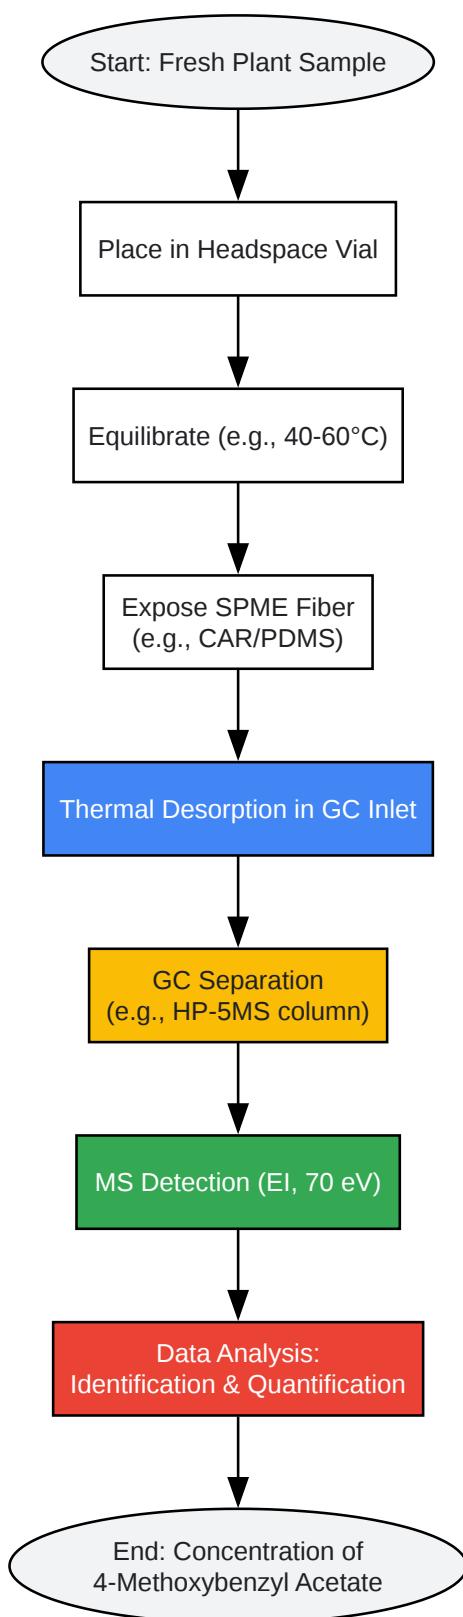 Start: Fresh Plant Sample
Place in Headspace Vial
Equilibrate (e.g., 40-60°C)
Expose SPME Fiber
(e.g., CAR/PDMS)
Thermal Desorption in GC Inlet
GC Separation
(e.g., HP-5MS column)
MS Detection (EI, 70 eV)
Data Analysis:
Identification & Quantification
End: Concentration of
4-Methoxybenzyl Acetate